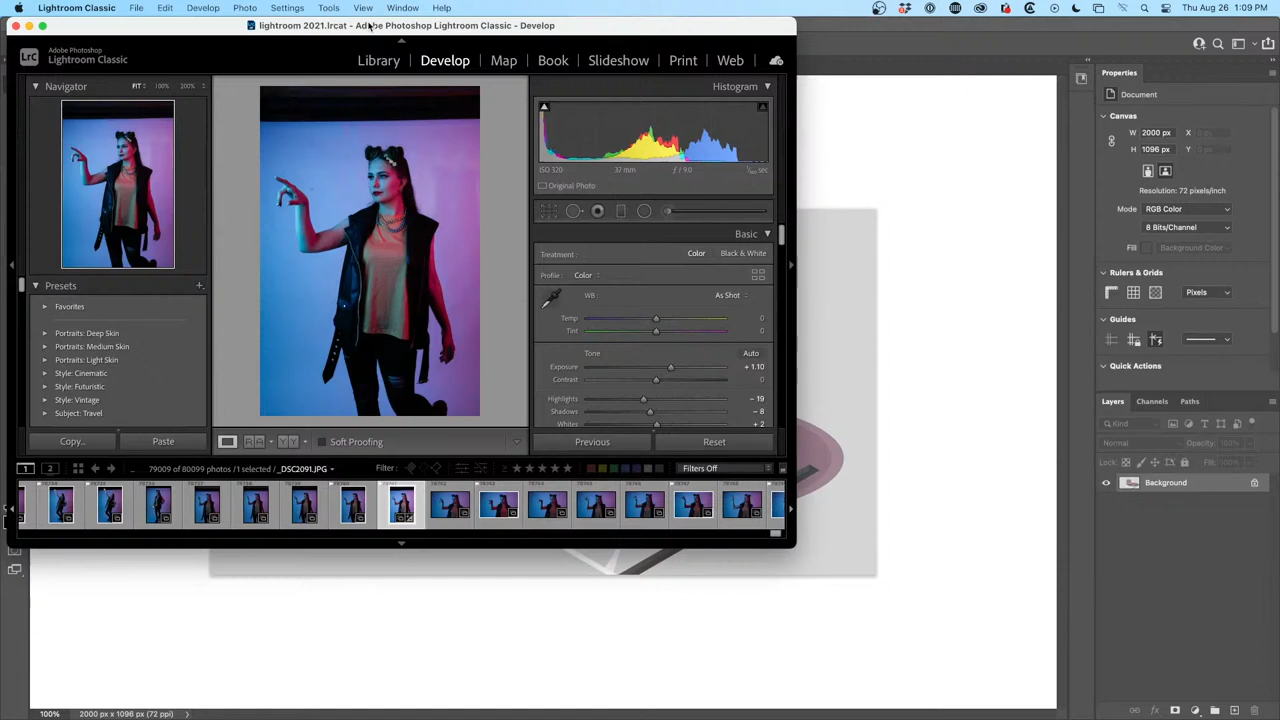 Lightroom Classic File Edit Develop Photo Settings Tools View Window Help
Thu Aug 26 1:09 PM
lightroom 2021.lrcat - Adobe Photoshop Lightroom Classic - Develop
LrC
Adobe Photoshop
Lightroom Classic
Library Develop Map Book Slideshow Print Web
Navigator FIT 100% 200%
Presets
Favorites
Portraits: Deep Skin
Portraits: Medium Skin
Portraits: Light Skin
Style: Cinematic
Style: Futuristic
Style: Vintage
Subject: Travel
Copy... Paste
Soft Proofing
Histogram
ISO 320 37 mm ƒ / 9.0
Original Photo
Basic
Treatment : Color Black & White
Profile : Color
WB : As Shot
Temp 0
Tint 0
Tone Auto
Exposure + 1.10
Contrast 0
Highlights − 19
Shadows − 8
Whites + 2
Previous Reset
1 2 79009 of 80099 photos /1 selected / _DSC2091.JPG Filter: Filters Off
Properties
Document
Canvas
W 2000 px X
H 1096 px Y
Resolution: 72 pixels/inch
Mode RGB Color
8 Bits/Channel
Fill Background Color
Rulers & Grids
Pixels
Guides
Quick Actions
Layers Channels Paths
Kind
Normal Opacity: 100%
Lock: Fill: 100%
Background
100% 2000 px x 1096 px (72 ppi)